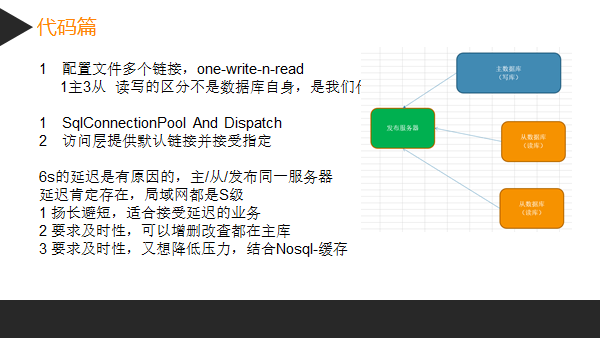 代码篇
1 配置文件多个链接，one-write-n-read
1主3从 读写的区分不是数据库自身，是我们
1 SqlConnectionPool And Dispatch
2 访问层提供默认链接并接受指定
6s的延迟是有原因的，主/从/发布同一服务器
延迟肯定存在，局域网都是S级
1 扬长避短，适合接受延迟的业务
2 要求及时性，可以增删改查都在主库
3 要求及时性，又想降低压力，结合Nosql-缓存
主数据库
（写库）
发布服务器
从数据库
（读库）
从数据库
（读库）